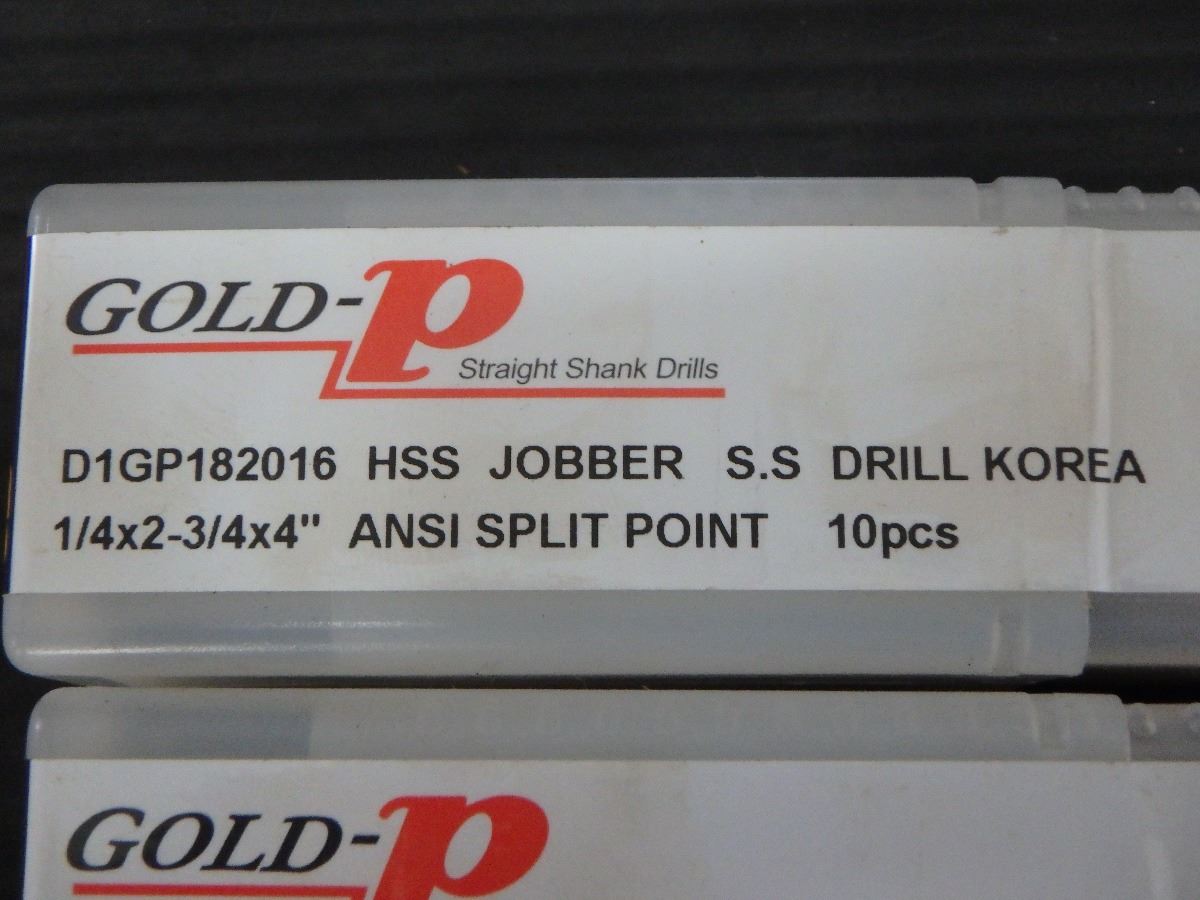 GOLD-P
Straight Shank Drills
D1GP182016 HSS JOBBER S.S DRILL KOREA
1/4x2-3/4x4" ANSI SPLIT POINT 10pcs
GOLD-P